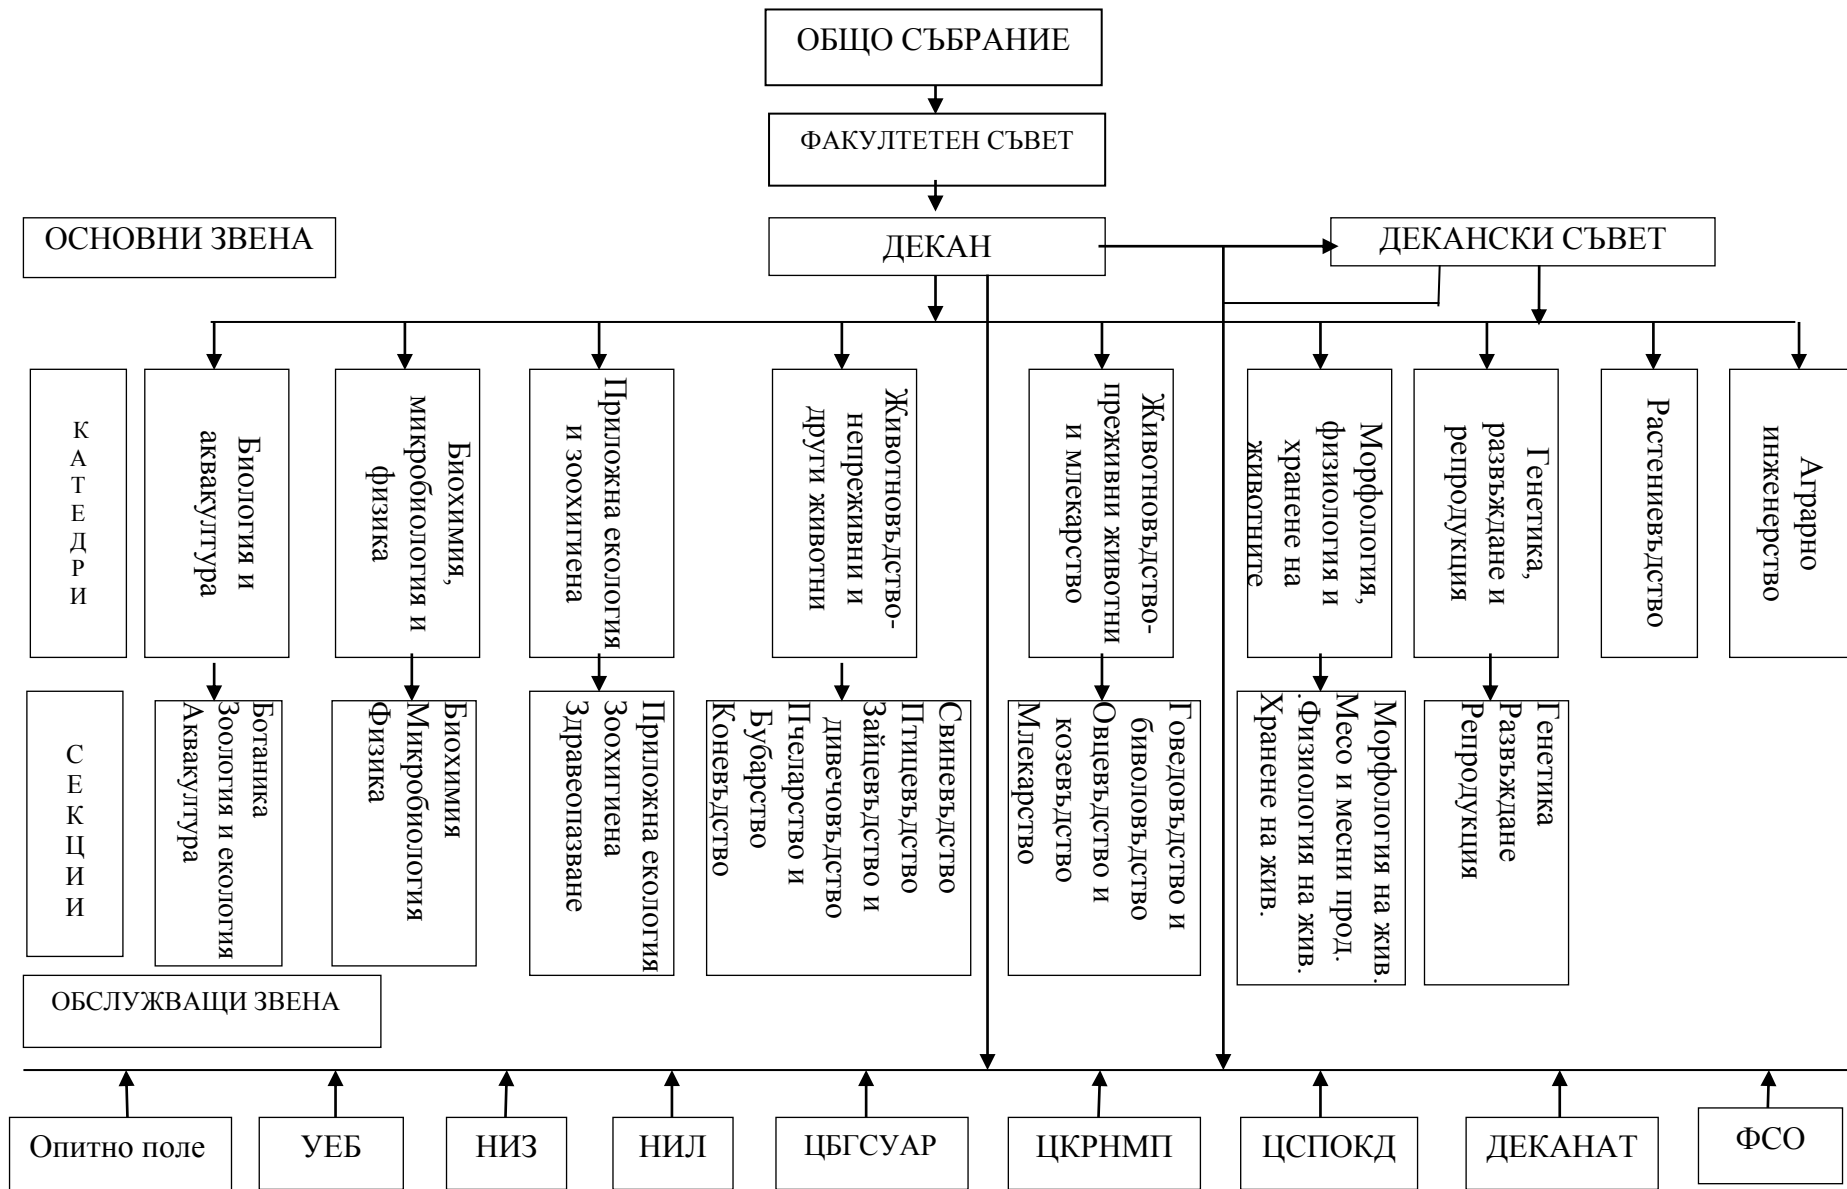 ОБЩО СЪБРАНИЕ
ФАКУЛТЕТЕН СЪВЕТ
ОСНОВНИ ЗВЕНА
ДЕКАН
ДЕКАНСКИ СЪВЕТ
КАТЕДРИ
Биология и
аквакултура
Биохимия,
микробиология и
физика
Приложна екология
и зоохигиена
Животновъдство-
непреживни и
други животни
Животновъдство-
преживни животни
и млекарство
Морфология,
физиология и
хранене на
животните
Генетика,
развъждане и
репродукция
Растениевъдство
Аграрно
инженерство
СЕКЦИИ
Ботаника
Зоология и екология
Аквакултура
Биохимия
Микробиология
Физика
Приложна екология
Зоохигиена
Здравеопазване
Свиневъдство
Птицевъдство
Зайцевъдство и
дивечовъдство
Пчеларство и
Бубарство
Коневъдство
Говедовъдство и
биволовъдство
Овцевъдство и
козевъдство
Млекарство
Морфология на жив.
Месо и месни прод.
.Физиология на жив.
Хранене на жив.
Генетика
Развъждане
Репродукция
ОБСЛУЖВАЩИ ЗВЕНА
Опитно поле
УЕБ
НИЗ
НИЛ
ЦБГСУАР
ЦКРНМП
ЦСПОКД
ДЕКАНАТ
ФСО